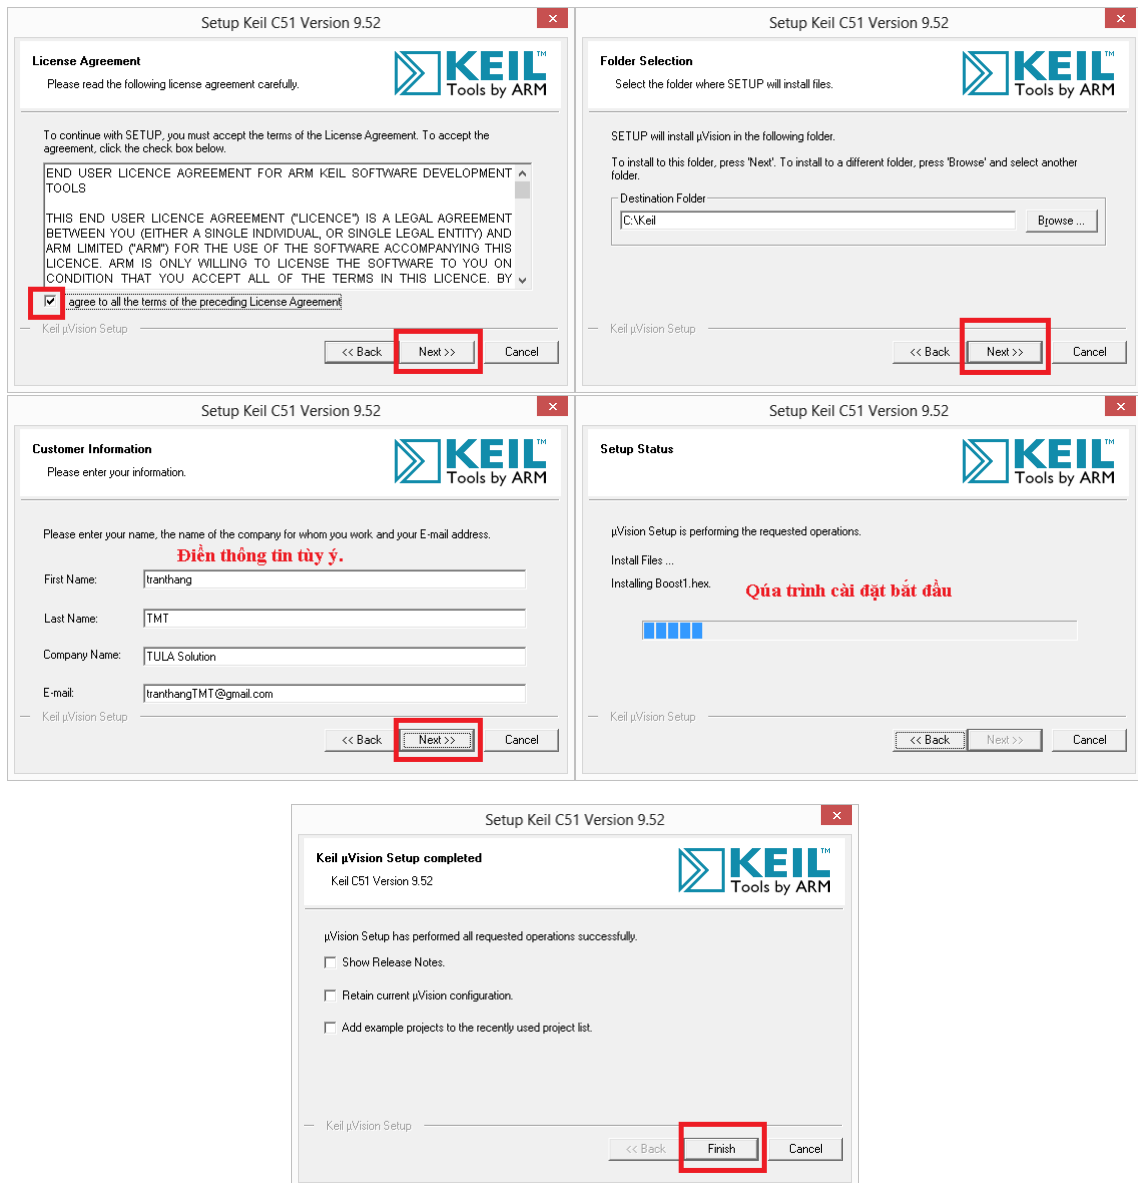 Setup Keil C51 Version 9.52
License Agreement
Please read the following license agreement carefully.
KEIL™
Tools by ARM
To continue with SETUP, you must accept the terms of the License Agreement. To accept the
agreement, click the check box below.
END USER LICENCE AGREEMENT FOR ARM KEIL SOFTWARE DEVELOPMENT
TOOLS
THIS END USER LICENCE AGREEMENT ("LICENCE") IS A LEGAL AGREEMENT
BETWEEN YOU (EITHER A SINGLE INDIVIDUAL, OR SINGLE LEGAL ENTITY) AND
ARM LIMITED ("ARM") FOR THE USE OF THE SOFTWARE ACCOMPANYING THIS
LICENCE. ARM IS ONLY WILLING TO LICENSE THE SOFTWARE TO YOU ON
CONDITION THAT YOU ACCEPT ALL OF THE TERMS IN THIS LICENCE. BY
agree to all the terms of the preceding License Agreement
Keil µVision Setup
<< Back Next >> Cancel
Setup Keil C51 Version 9.52
Folder Selection
Select the folder where SETUP will install files.
KEIL™
Tools by ARM
SETUP will install µVision in the following folder.
To install to this folder, press 'Next'. To install to a different folder, press 'Browse' and select another
folder.
Destination Folder
C:\Keil Browse ...
Keil µVision Setup
<< Back Next >> Cancel
Setup Keil C51 Version 9.52
Customer Information
Please enter your information.
KEIL™
Tools by ARM
Please enter your name, the name of the company for whom you work and your E-mail address.
Điền thông tin tùy ý.
First Name: tranthang
Last Name: TMT
Company Name: TULA Solution
E-mail: tranthangTMT@gmail.com
Keil µVision Setup
<< Back Next >> Cancel
Setup Keil C51 Version 9.52
Setup Status
KEIL™
Tools by ARM
µVision Setup is performing the requested operations.
Install Files ...
Installing Boost1.hex.
Qúa trình cài đặt bắt đầu
Keil µVision Setup
<< Back Next >> Cancel
Setup Keil C51 Version 9.52
Keil µVision Setup completed
Keil C51 Version 9.52
KEIL™
Tools by ARM
µVision Setup has performed all requested operations successfully.
Show Release Notes.
Retain current µVision configuration.
Add example projects to the recently used project list.
Keil µVision Setup
<< Back Finish Cancel